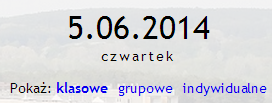 5.06.2014
czwartek
Pokaż: klasowe grupowe indywidualne